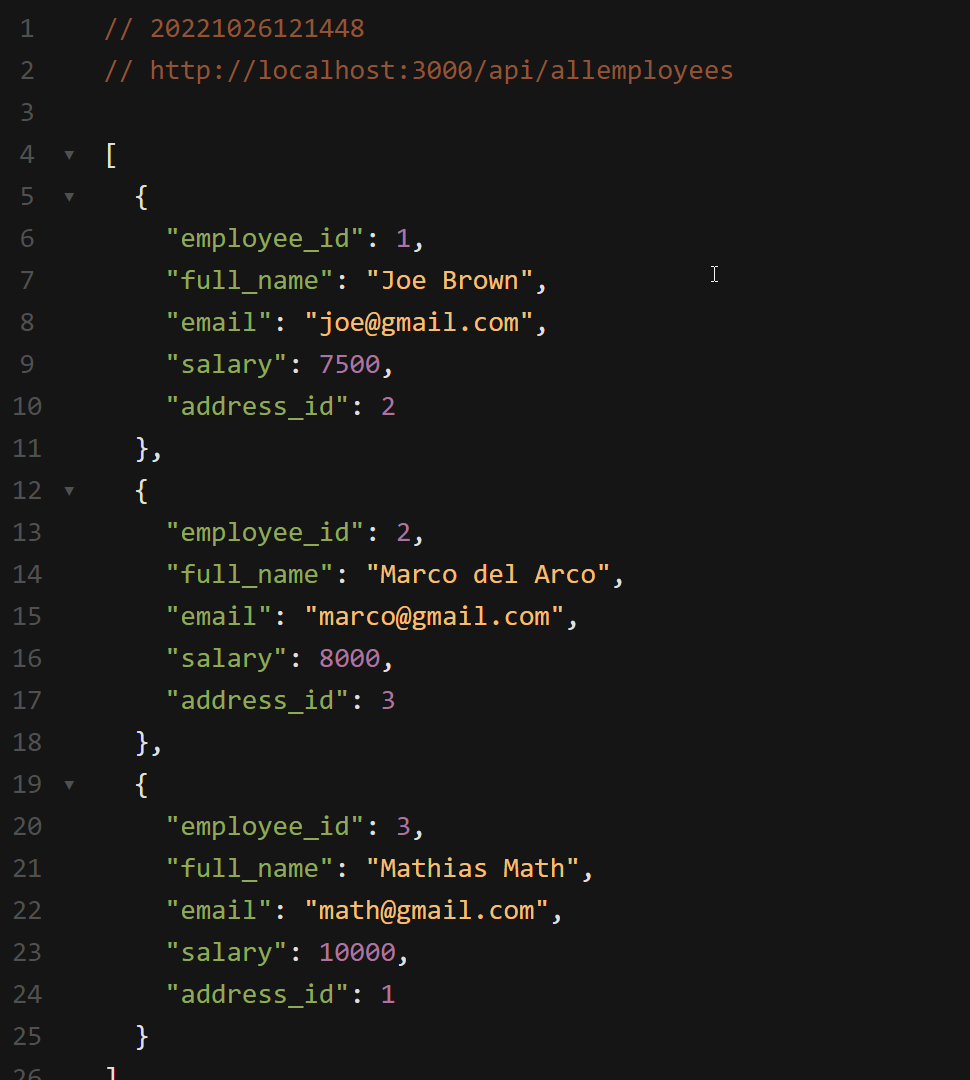 1 // 20221026121448
2 // http://localhost:3000/api/allemployees
3
4 [
5 {
6 "employee_id": 1,
7 "full_name": "Joe Brown",
8 "email": "joe@gmail.com",
9 "salary": 7500,
10 "address_id": 2
11 },
12 {
13 "employee_id": 2,
14 "full_name": "Marco del Arco",
15 "email": "marco@gmail.com",
16 "salary": 8000,
17 "address_id": 3
18 },
19 {
20 "employee_id": 3,
21 "full_name": "Mathias Math",
22 "email": "math@gmail.com",
23 "salary": 10000,
24 "address_id": 1
25 }
26 ]